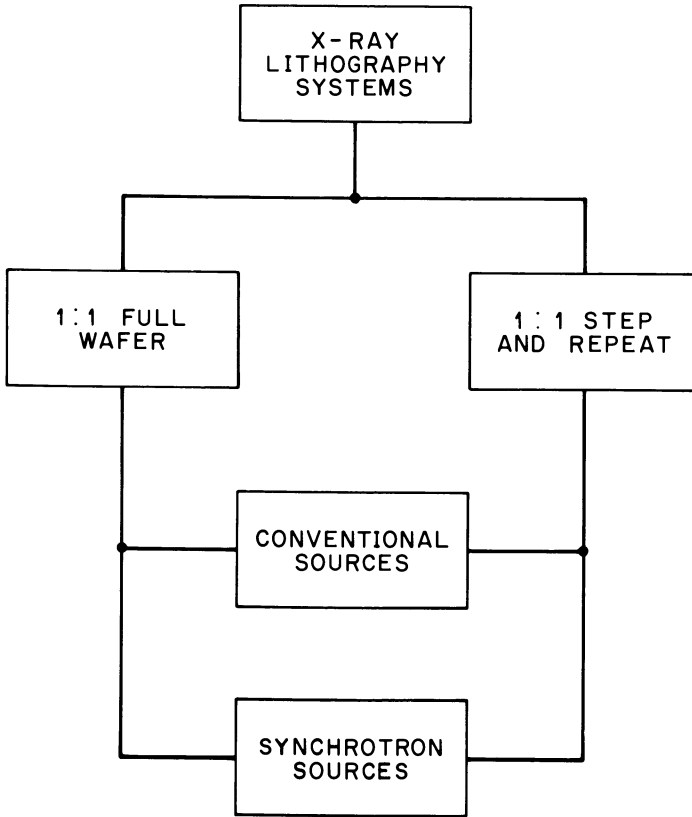 X-RAY
LITHOGRAPHY
SYSTEMS
1:1 FULL
WAFER
1:1 STEP
AND REPEAT
CONVENTIONAL
SOURCES
SYNCHROTRON
SOURCES